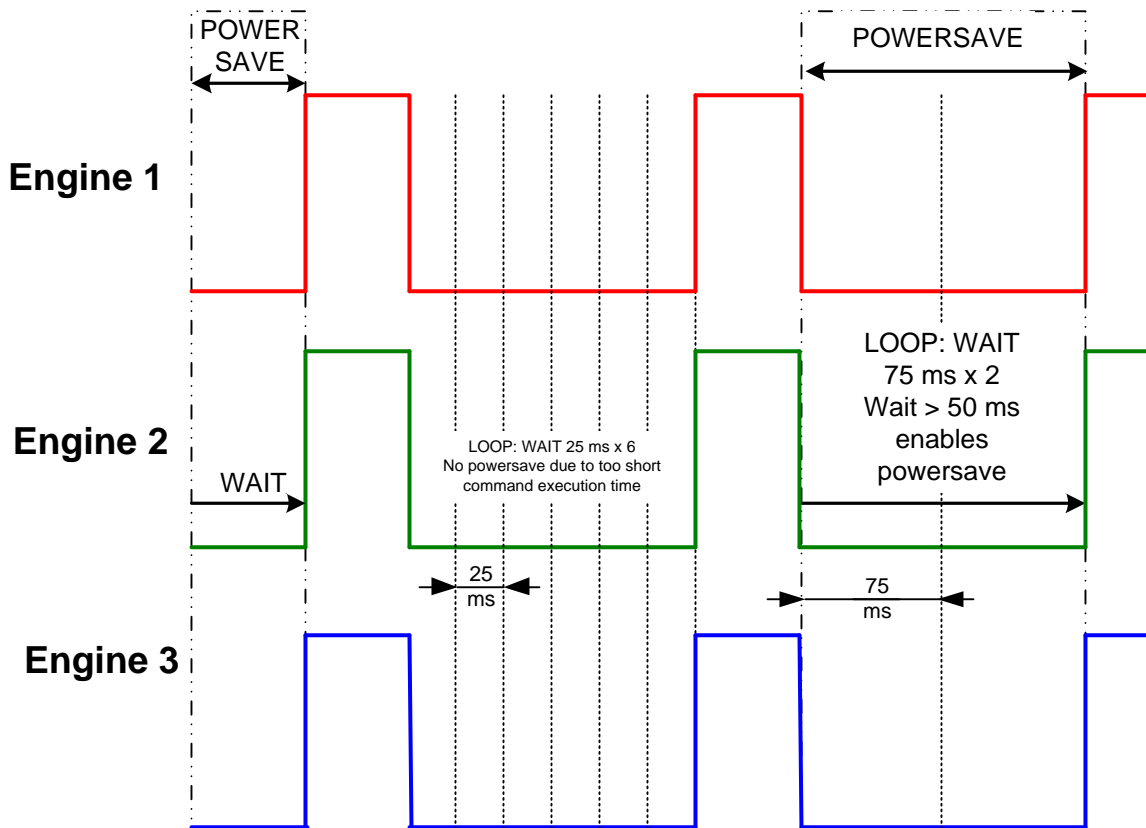 POWER
SAVE
POWERSAVE
Engine 1
Engine 2
WAIT
LOOP: WAIT 25 ms x 6
No powersave due to too short
command execution time
LOOP: WAIT
75 ms x 2
Wait > 50 ms
enables
powersave
25
ms
75
ms
Engine 3